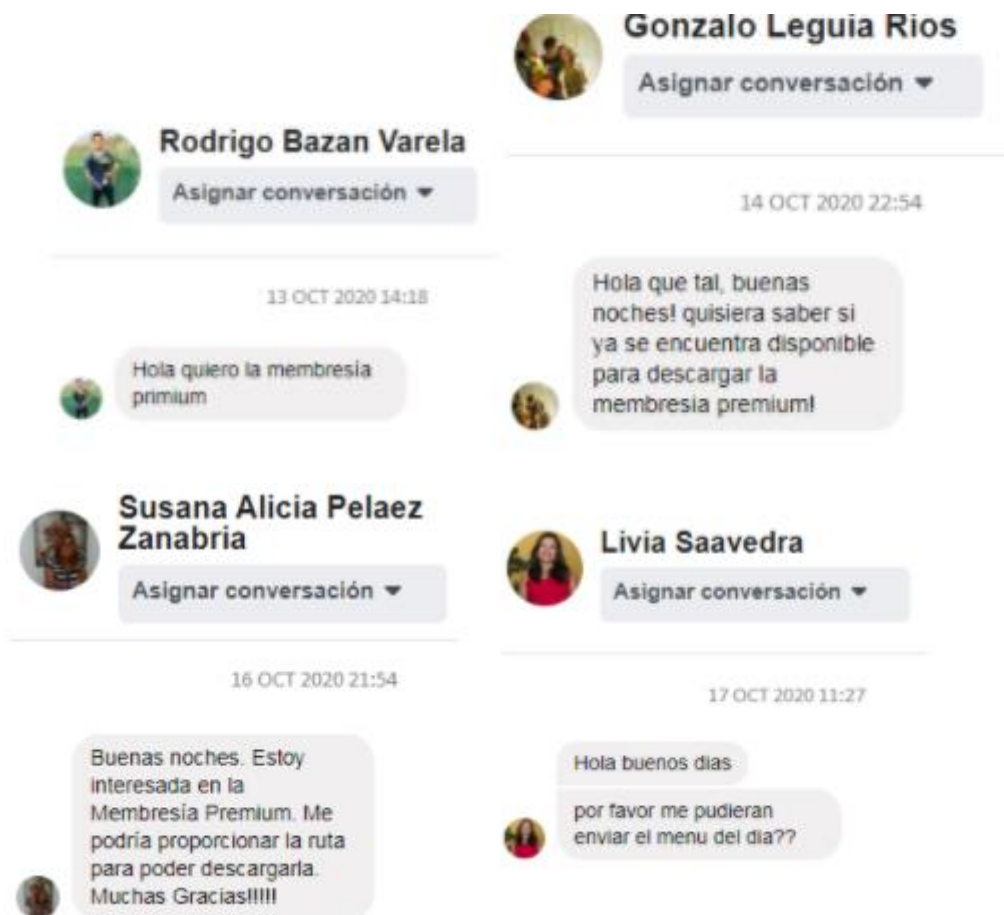 Rodrigo Bazan Varela
Asignar conversación
13 OCT 2020 14:18
Hola quiero la membresía
primium
Gonzalo Leguia Rios
Asignar conversación
14 OCT 2020 22:54
Hola que tal, buenas
noches! quisiera saber si
ya se encuentra disponible
para descargar la
membresia premium!
Susana Alicia Pelaez
Zanabria
Asignar conversación
16 OCT 2020 21:54
Buenas noches. Estoy
interesada en la
Membresía Premium. Me
podría proporcionar la ruta
para poder descargarla.
Muchas Gracias!!!!!
Livia Saavedra
Asignar conversación
17 OCT 2020 11:27
Hola buenos dias
por favor me pudieran
enviar el menu del dia??